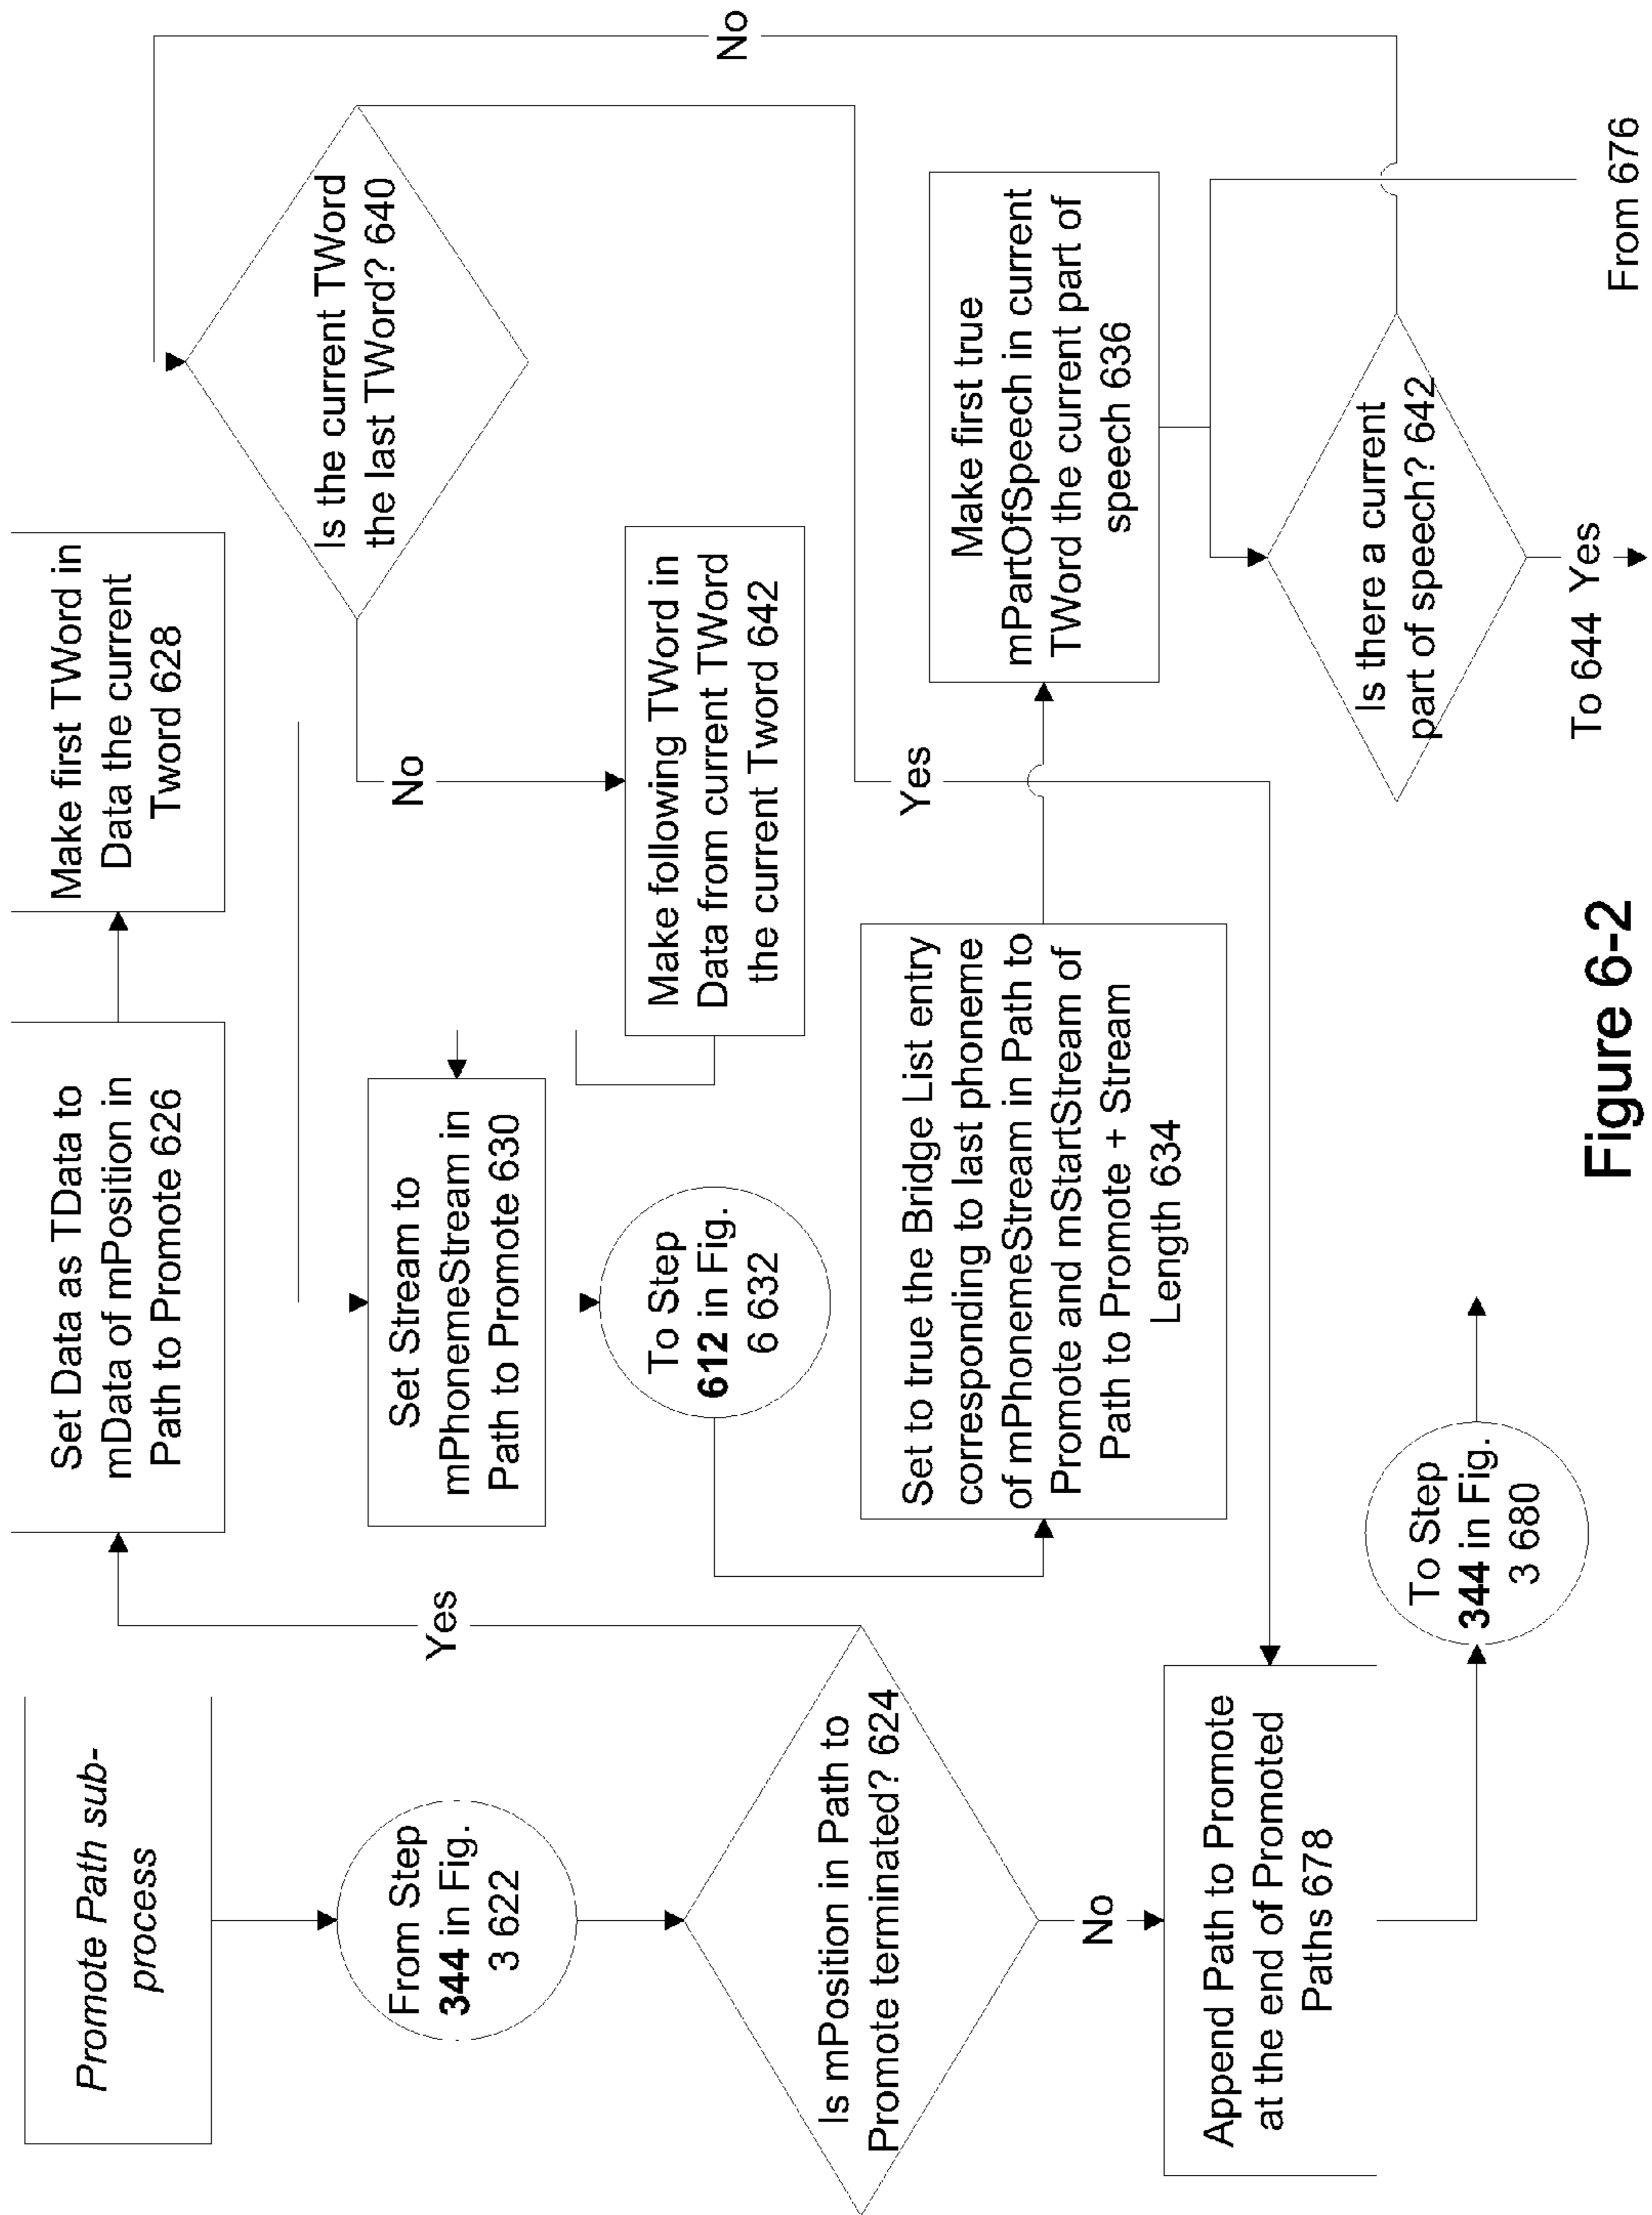 Promote Path sub-
process
From Step
344 in Fig.
3 622
Is mPosition in Path to
Promote terminated? 624
Yes
No
Append Path to Promote
at the end of Promoted
Paths 678
To Step
344 in Fig.
3 680
Set Data as TData to
mData of mPosition in
Path to Promote 626
Make first TWord in
Data the current
Tword 628
Set Stream to
mPhonemeStream in
Path to Promote 630
To Step
612 in Fig.
6 632
Set to true the Bridge List entry
corresponding to last phoneme
of mPhonemeStream in Path to
Promote and mStartStream of
Path to Promote + Stream
Length 634
Make first true
mPartOfSpeech in current
TWord the current part of
speech 636
Is the current TWord
the last TWord? 640
No
Make following TWord in
Data from current TWord
the current Tword 642
Yes
Is there a current
part of speech? 642
No
To 644 Yes
From 676
Figure 6-2